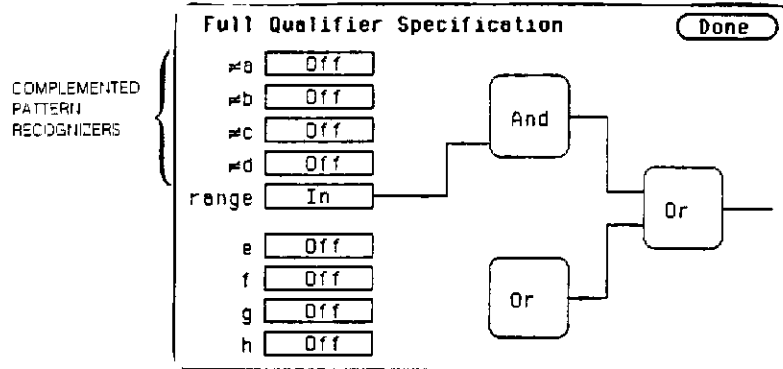 Full Qualifier Specification
Done
COMPLEMENTED
PATTERN
RECOGNIZERS
≠a Off
≠b Off
≠c Off
≠d Off
range In
And
Or
e Off
f Off
g Off
h Off
Or